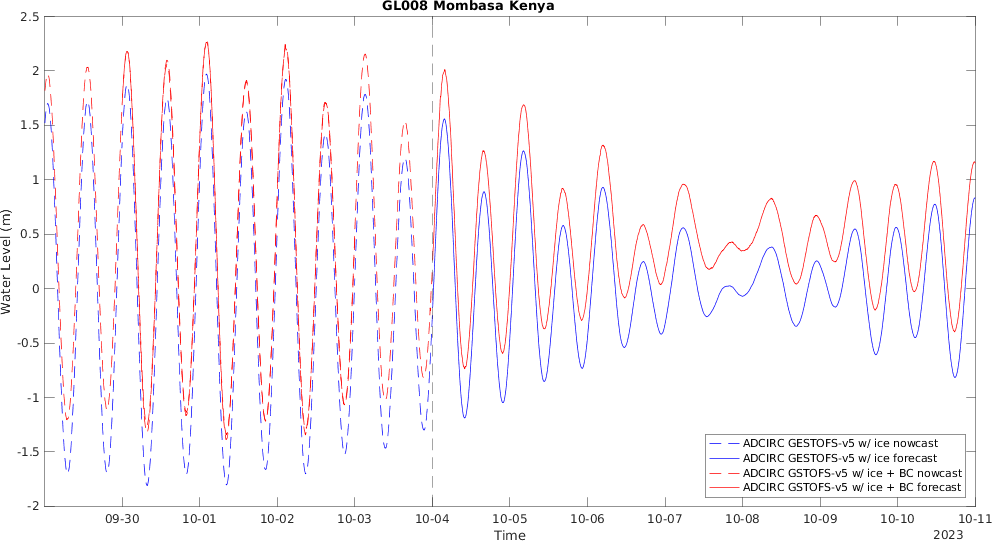 GL008 Mombasa Kenya
2.5
2
1.5
1
0.5
0
-0.5
-1
-1.5
-2
Water Level (m)
ADCIRC GESTOFS-v5 w/ ice nowcast
ADCIRC GESTOFS-v5 w/ ice forecast
ADCIRC GSTOFS-v5 w/ ice + BC nowcast
ADCIRC GSTOFS-v5 w/ ice + BC forecast
09-30 10-01 10-02 10-03 10-04 10-05 10-06 10-07 10-08 10-09 10-10 10-11
Time 2023